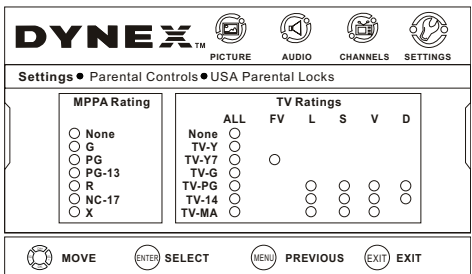 DYNEX™
PICTURE AUDIO CHANNELS SETTINGS
Settings ● Parental Controls ● USA Parental Locks
MPPA Rating
None
G
PG
PG-13
R
NC-17
X
TV Ratings
ALL FV L S V D
None
TV-Y
TV-Y7
TV-G
TV-PG
TV-14
TV-MA
MOVE ENTER SELECT MENU PREVIOUS EXIT EXIT